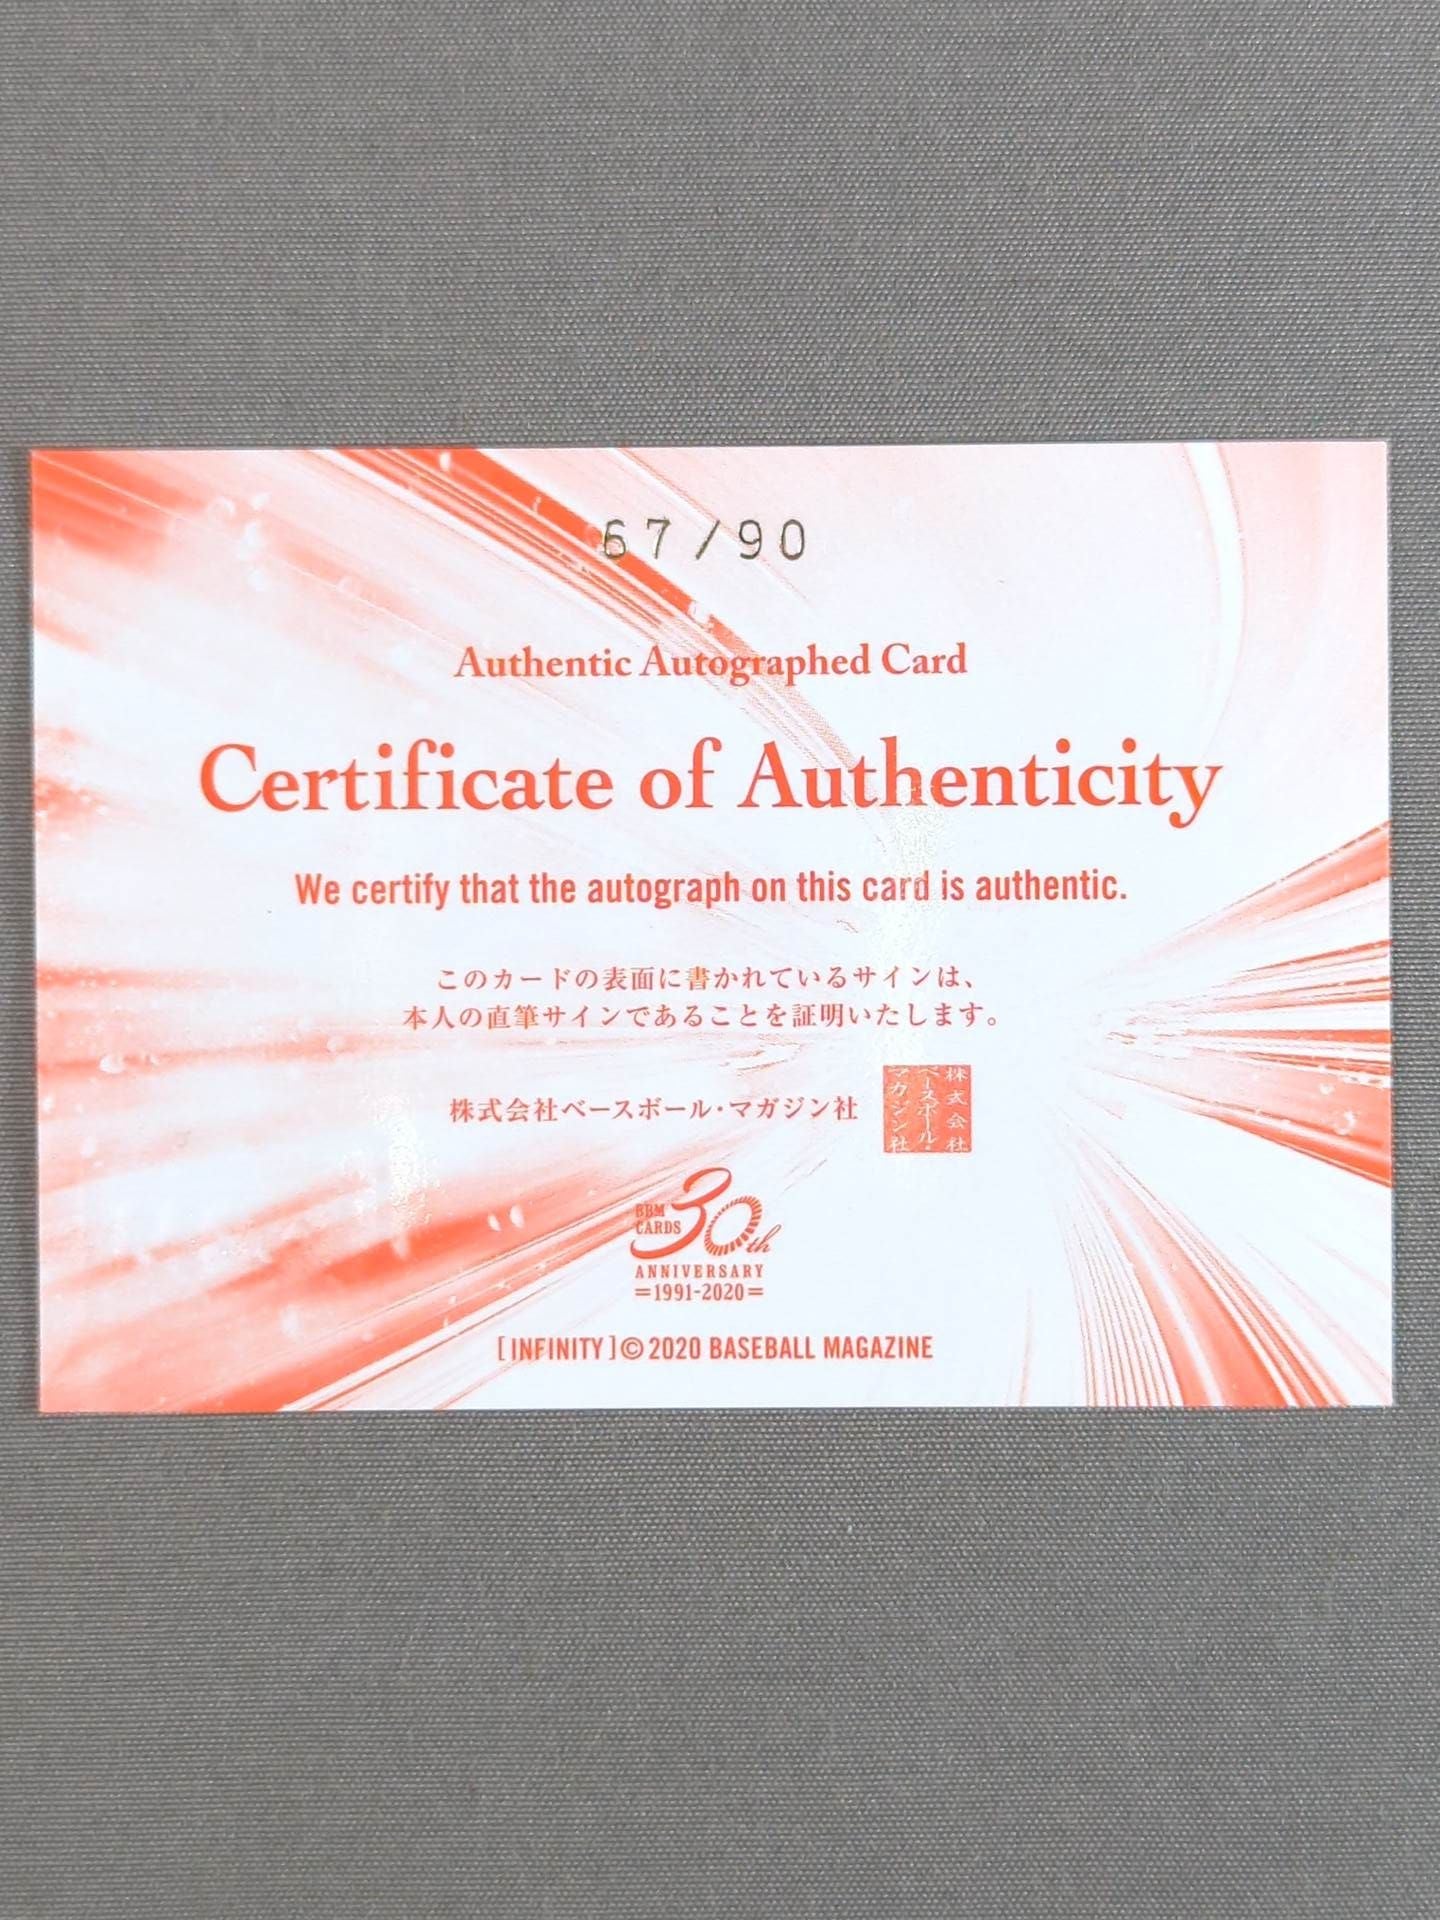 67/90
Authentic Autographed Card
Certificate of Authenticity
We certify that the autograph on this card is authentic.
このカードの表面に書かれているサインは、
本人の直筆サインであることを証明いたします。
株式会社ベースボール・マガジン社
株式会社
ベースボール・
マガジン社
BBM
CARDS 30th
ANNIVERSARY
=1991-2020=
[INFINITY]©2020 BASEBALL MAGAZINE